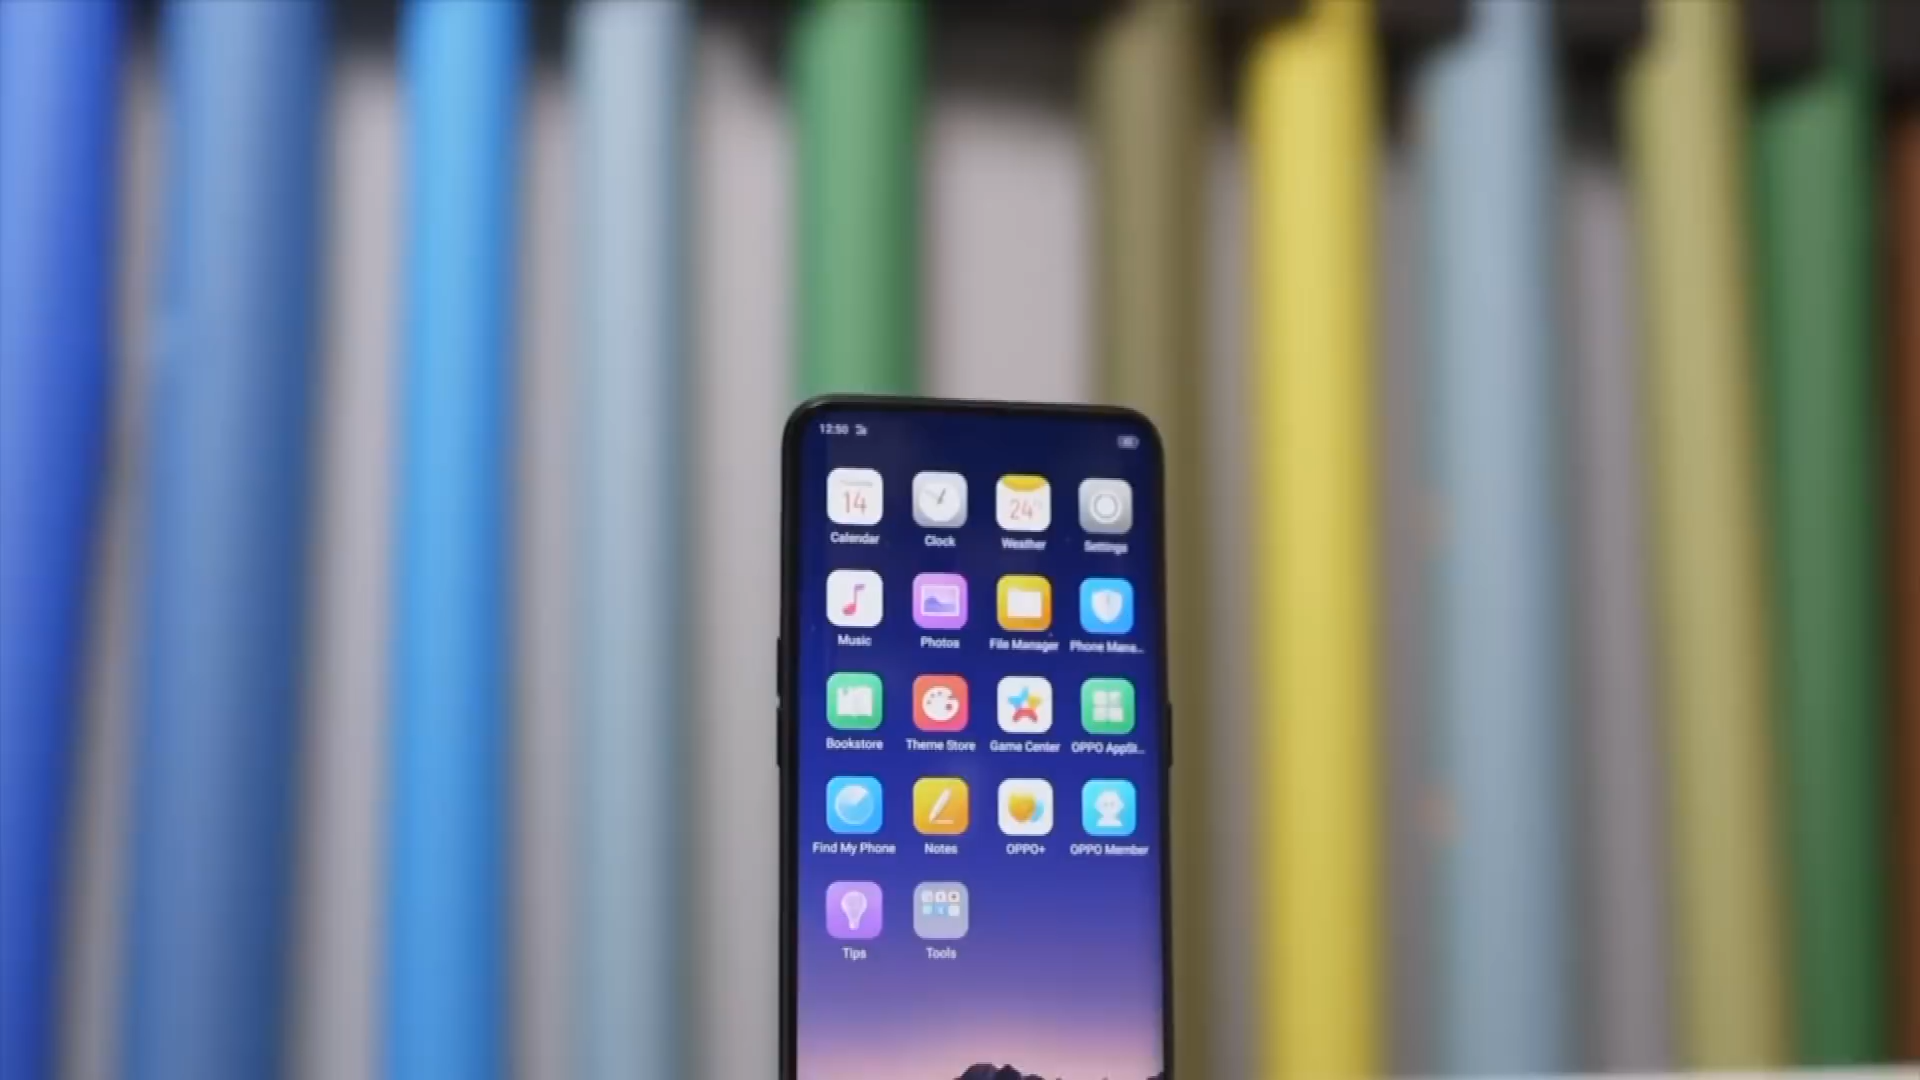 12:50
14
24°
Calendar Clock Weather Settings
Music Photos File Manager Phone Mana...
Bookstore Theme Store Game Center OPPO AppSt...
Find My Phone Notes OPPO+ OPPO Member
Tips Tools